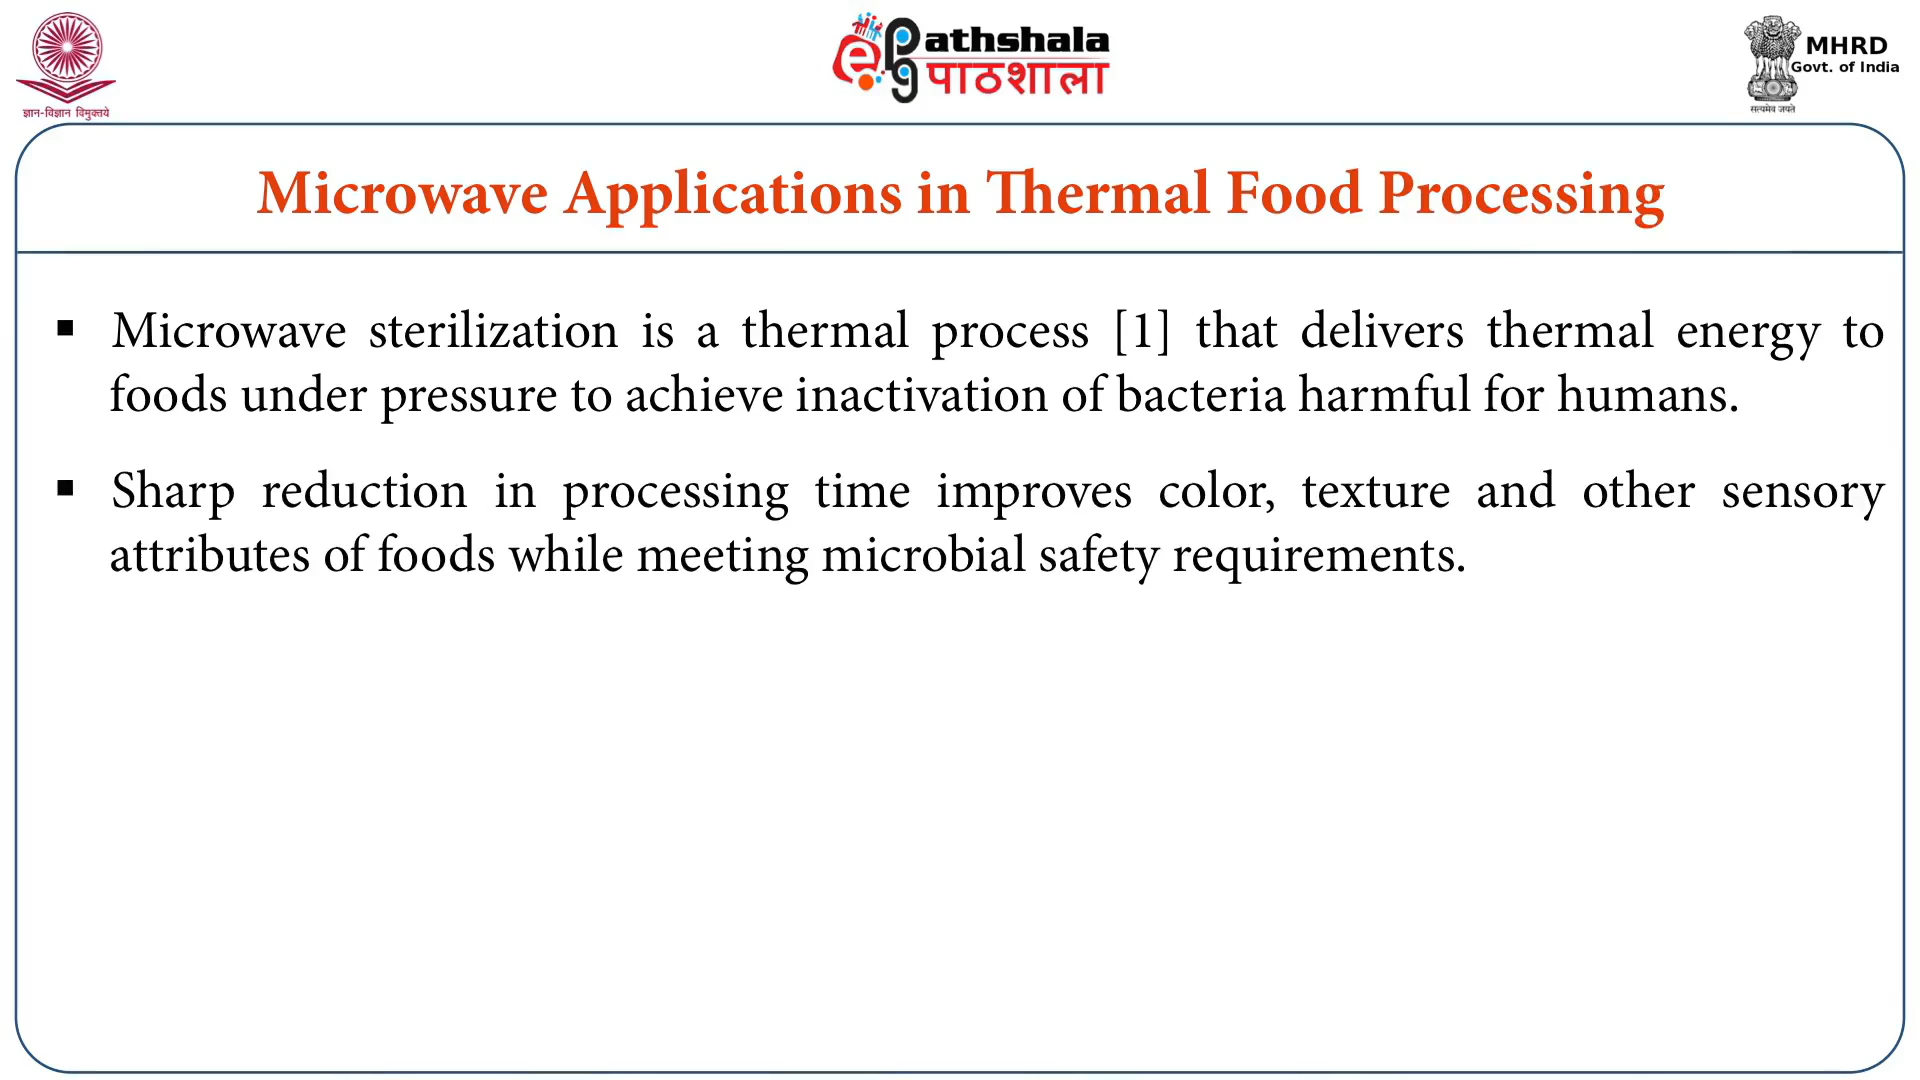 ज्ञान-विज्ञान विमुक्तये
ePathshala
पाठशाला
MHRD
Govt. of India
सत्यमेव जयते
Microwave Applications in Thermal Food Processing
▪ Microwave sterilization is a thermal process [1] that delivers thermal energy to
foods under pressure to achieve inactivation of bacteria harmful for humans.
▪ Sharp reduction in processing time improves color, texture and other sensory
attributes of foods while meeting microbial safety requirements.